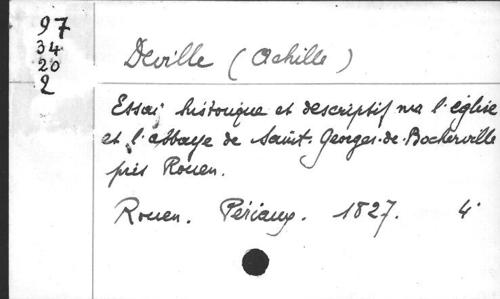 97
34
20
2
Deville (Achille)
Essai historique et descriptif sur l'église
et l'abbaye de Saint-Georges-de-Bocherville
près Rouen.
Rouen. Périaux. 1827. 4°